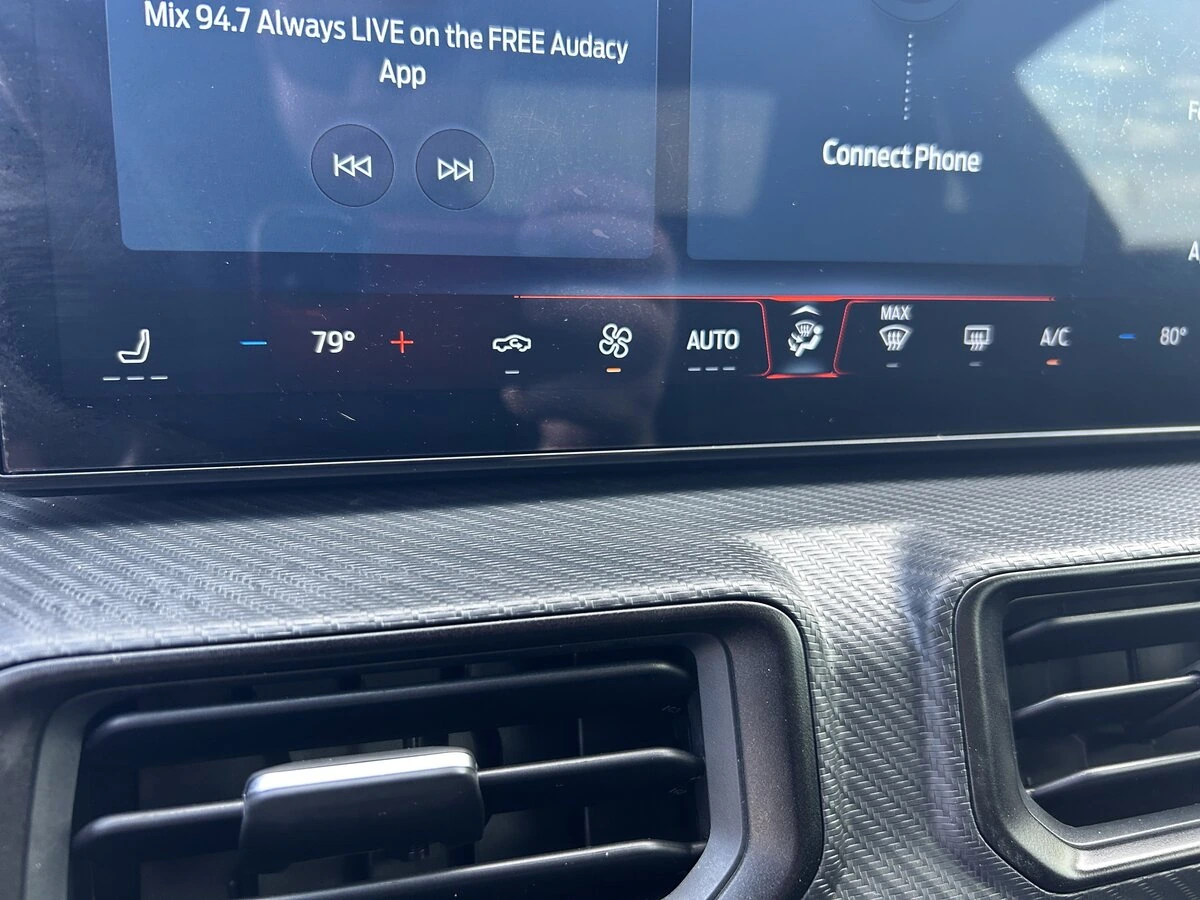 Mix 94.7 Always LIVE on the FREE Audacy
App
Connect Phone
79°
AUTO
MAX
A/C
80°